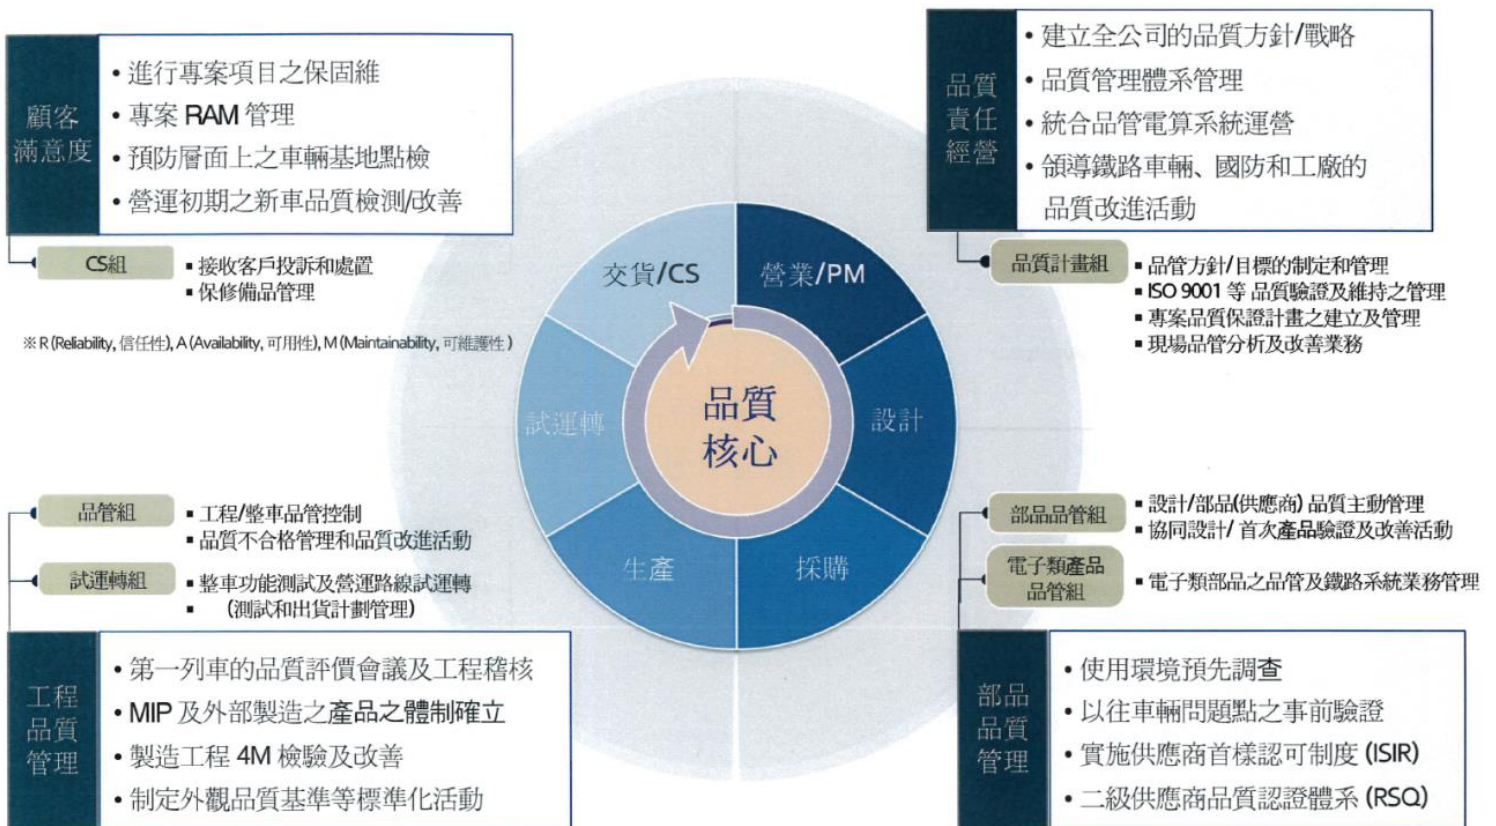 顧客
滿意度
• 進行專案項目之保固維
• 專案 RAM 管理
• 預防層面上之車輛基地點檢
• 營運初期之新車品質檢測/改善
CS組
▪ 接收客戶投訴和處置
▪ 保修備品管理
※ R (Reliability, 信任性), A (Availability, 可用性), M (Maintainability, 可維護性 )
品質
責任
經營
• 建立全公司的品質方針/戰略
• 品質管理體系管理
• 統合品管電算系統運營
• 領導鐵路車輛、國防和工廠的
品質改進活動
品質計畫組
▪ 品管方針/目標的制定和管理
▪ ISO 9001 等 品質驗證及維持之管理
▪ 專案品質保證計畫之建立及管理
▪ 現場品管分析及改善業務
交貨/CS
營業/PM
試運轉
設計
生產
採購
品質
核心
品管組
▪ 工程/整車品管控制
▪ 品質不合格管理和品質改進活動
試運轉組
▪ 整車功能測試及營運路線試運轉
▪ (測試和出貨計劃管理)
工程
品質
管理
• 第一列車的品質評價會議及工程稽核
• MIP 及外部製造之產品之體制確立
• 製造工程 4M 檢驗及改善
• 制定外觀品質基準等標準化活動
部品品管組
▪ 設計/部品(供應商) 品質主動管理
▪ 協同設計/ 首次產品驗證及改善活動
電子類產品
品管組
▪ 電子類部品之品管及鐵路系統業務管理
部品
品質
管理
• 使用環境預先調查
• 以往車輛問題點之事前驗證
• 實施供應商首樣認可制度 (ISIR)
• 二級供應商品質認證體系 (RSQ)